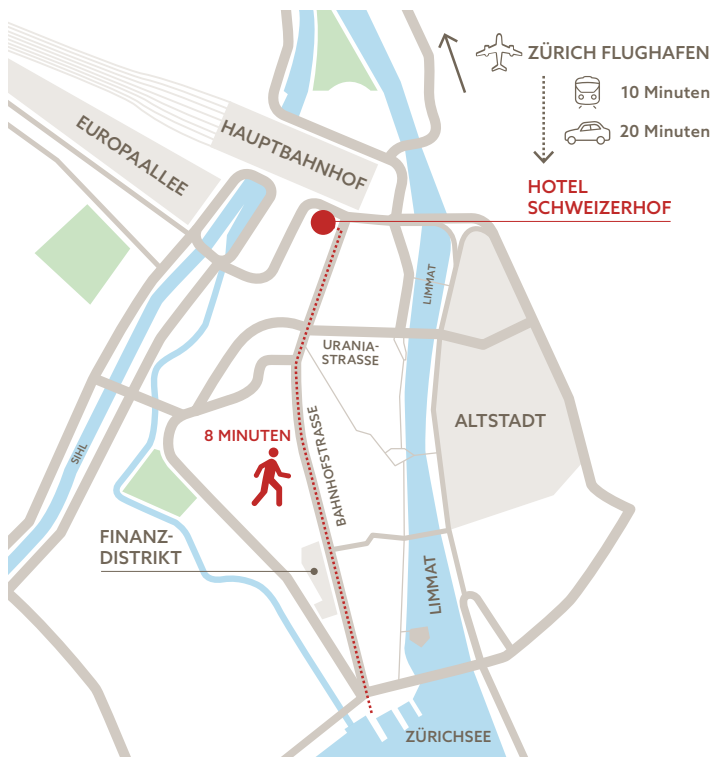 ZÜRICH FLUGHAFEN
10 Minuten
20 Minuten
HOTEL
SCHWEIZERHOF
EUROPAALLEE
HAUPTBAHNHOF
LIMMAT
URANIA-
STRASSE
ALTSTADT
8 MINUTEN
BAHNHOFSTRASSE
SIHL
FINANZ-
DISTRIKT
LIMMAT
ZÜRICHSEE